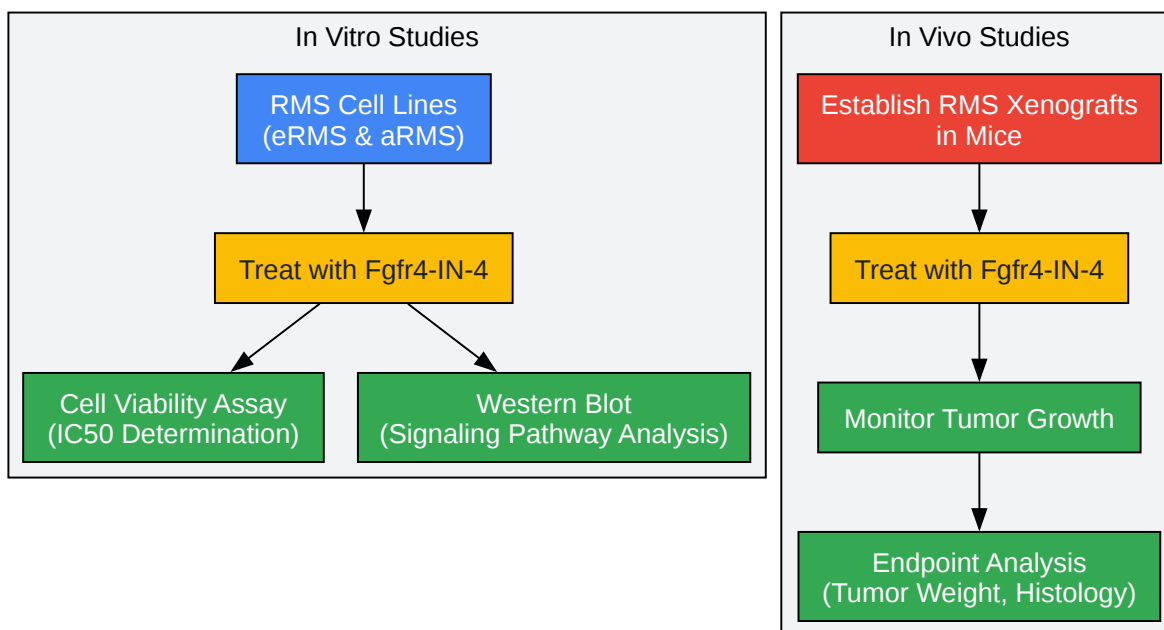 In Vitro Studies
RMS Cell Lines
(eRMS & aRMS)
Treat with Fgfr4-IN-4
Cell Viability Assay
(IC50 Determination)
Western Blot
(Signaling Pathway Analysis)
In Vivo Studies
Establish RMS Xenografts
in Mice
Treat with Fgfr4-IN-4
Monitor Tumor Growth
Endpoint Analysis
(Tumor Weight, Histology)